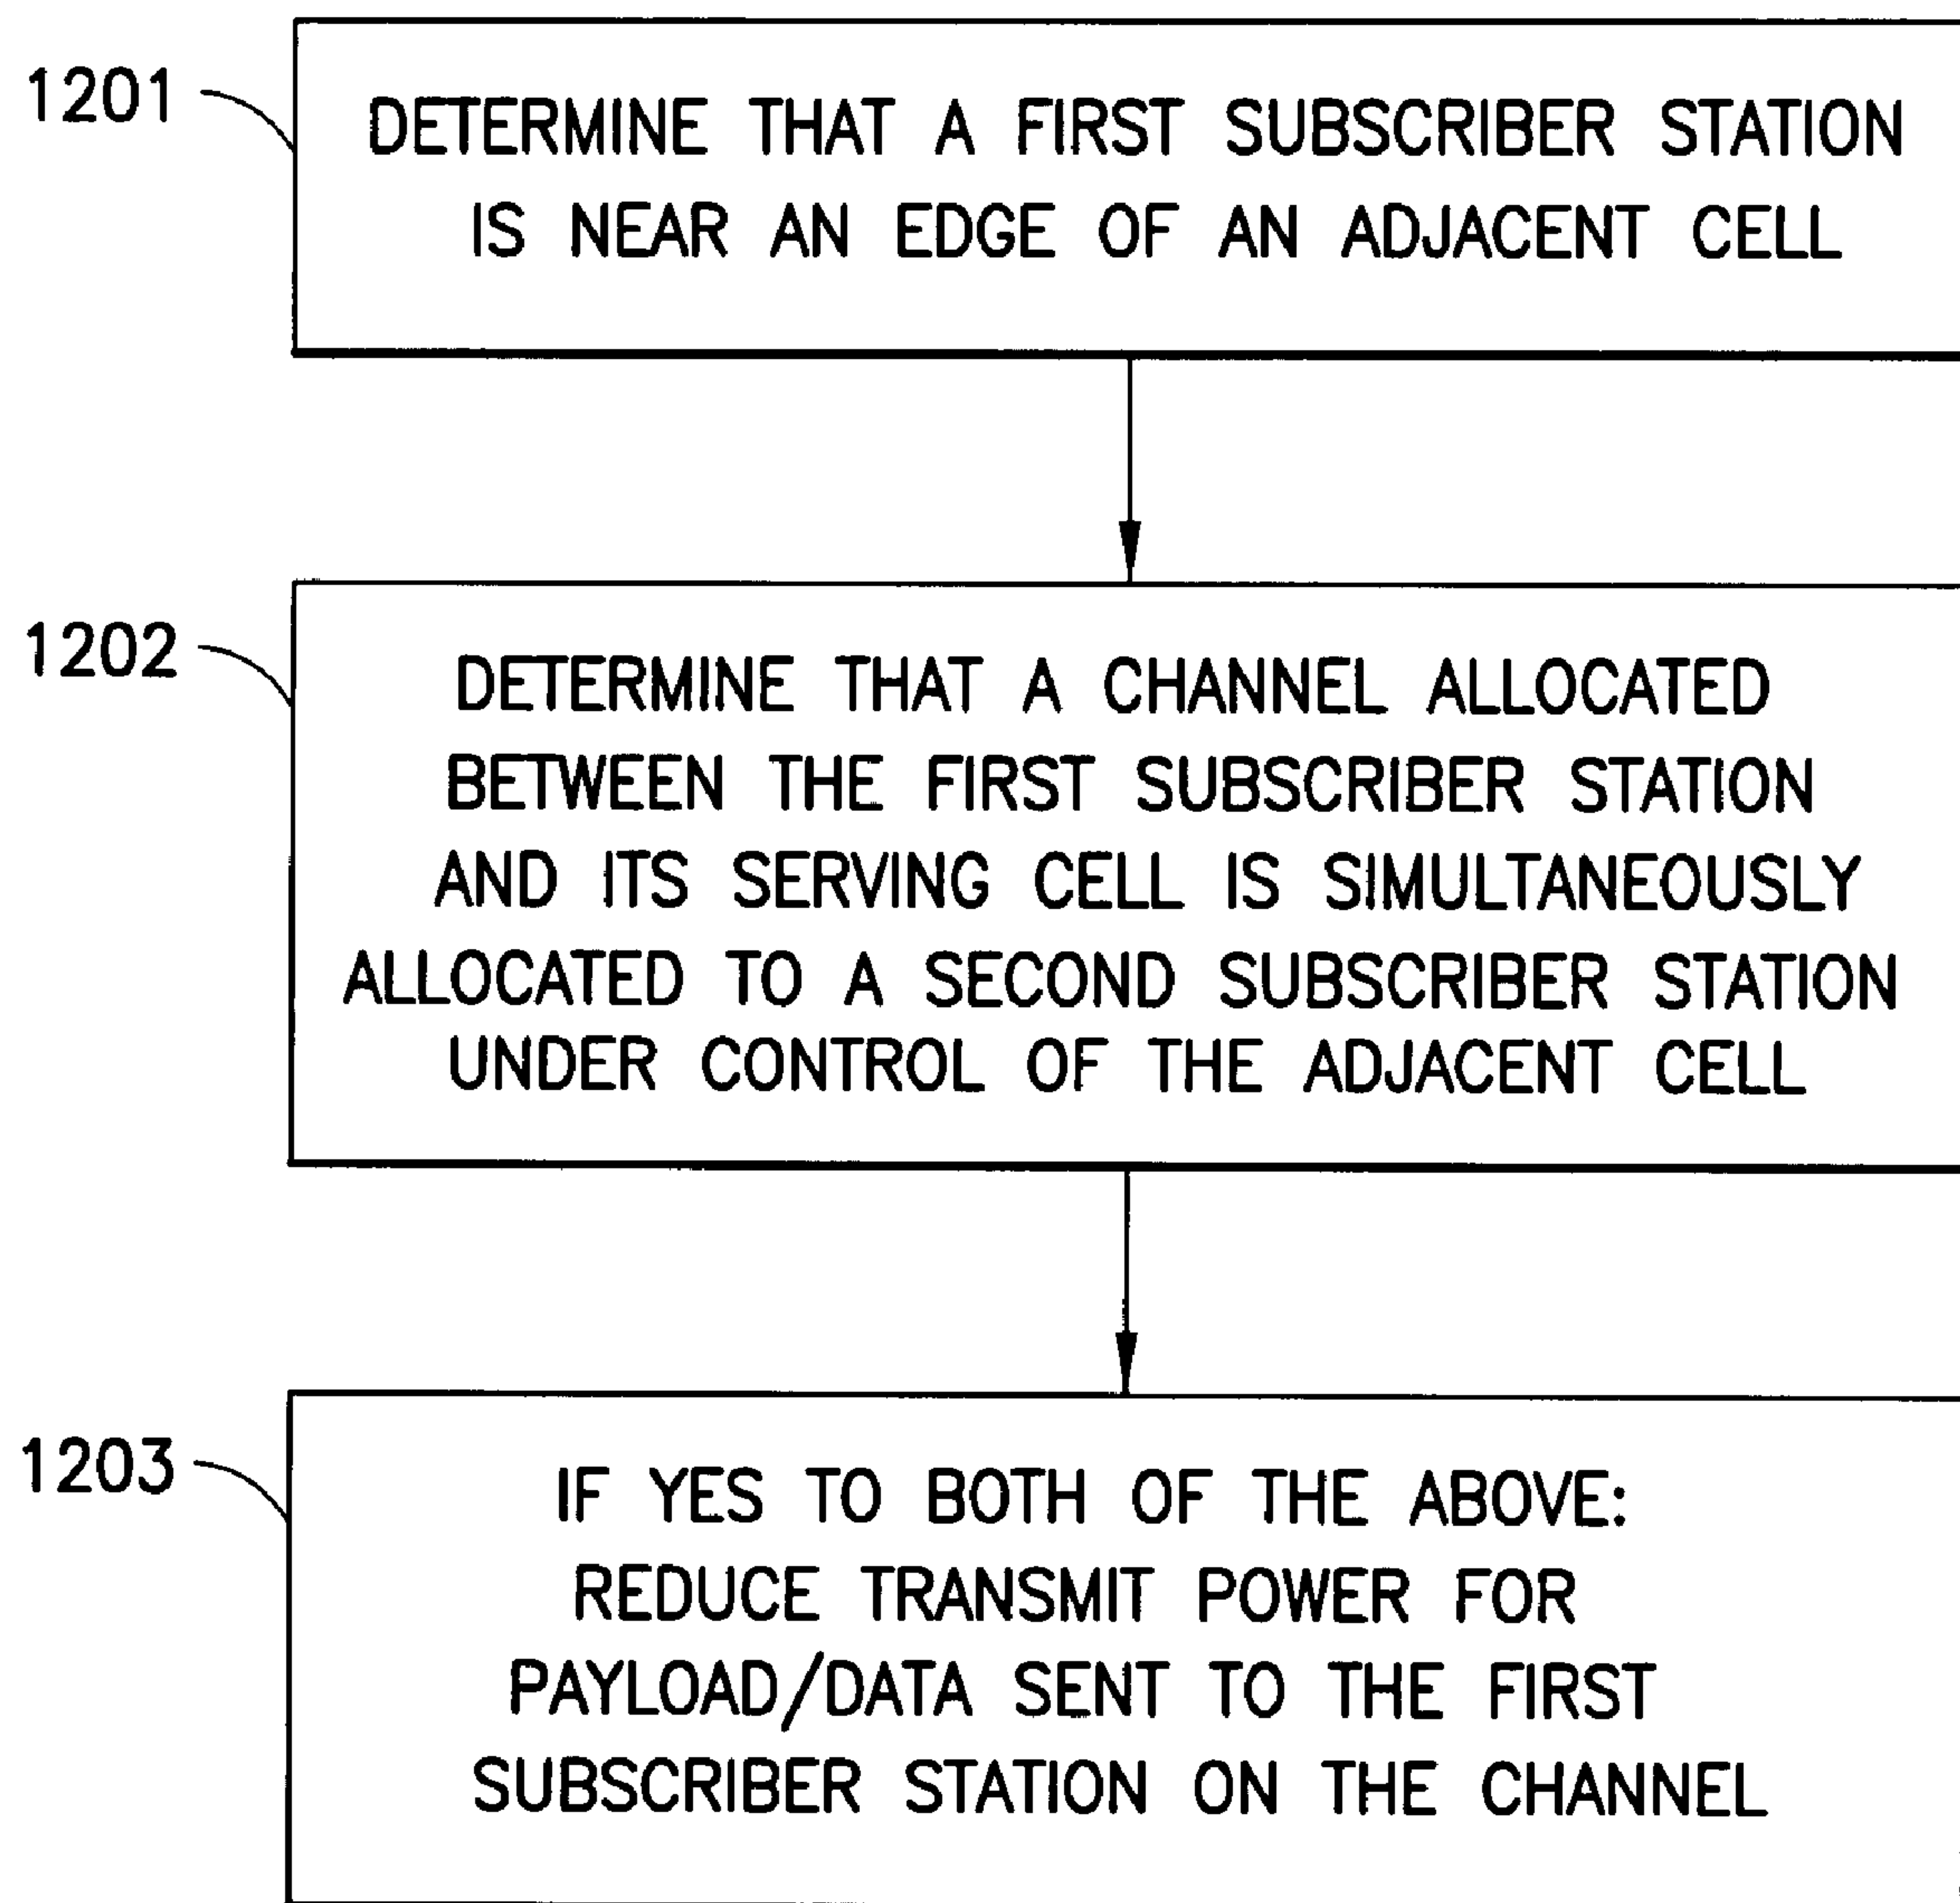 1201
DETERMINE THAT A FIRST SUBSCRIBER STATION
IS NEAR AN EDGE OF AN ADJACENT CELL
1202
DETERMINE THAT A CHANNEL ALLOCATED
BETWEEN THE FIRST SUBSCRIBER STATION
AND ITS SERVING CELL IS SIMULTANEOUSLY
ALLOCATED TO A SECOND SUBSCRIBER STATION
UNDER CONTROL OF THE ADJACENT CELL
1203
IF YES TO BOTH OF THE ABOVE:
REDUCE TRANSMIT POWER FOR
PAYLOAD/DATA SENT TO THE FIRST
SUBSCRIBER STATION ON THE CHANNEL